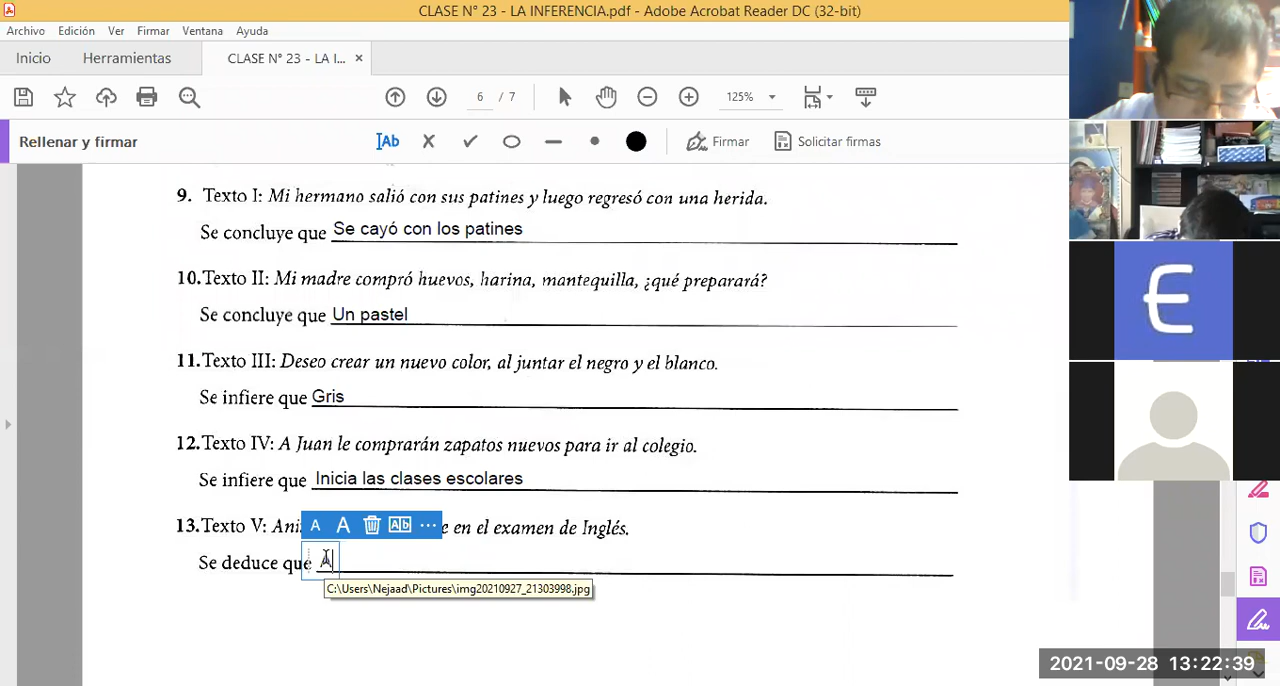 CLASE N° 23 - LA INFERENCIA.pdf - Adobe Acrobat Reader DC (32-bit)
Archivo Edición Ver Firmar Ventana Ayuda
Inicio Herramientas CLASE N° 23 - LA I... ×
6 / 7 125%
Rellenar y firmar Ab Firmar Solicitar firmas
9. Texto I: Mi hermano salió con sus patines y luego regresó con una herida.
Se concluye que Se cayó con los patines
10. Texto II: Mi madre compró huevos, harina, mantequilla, ¿qué preparará?
Se concluye que Un pastel
11. Texto III: Deseo crear un nuevo color, al juntar el negro y el blanco.
Se infiere que Gris
12. Texto IV: A Juan le comprarán zapatos nuevos para ir al colegio.
Se infiere que Inicia las clases escolares
A A Ab ...
13. Texto V: e en el examen de Inglés.
Se deduce que A
C:\Users\Nejaad\Pictures\img20210927_21303998.jpg
E
2021-09-28 13:22:39